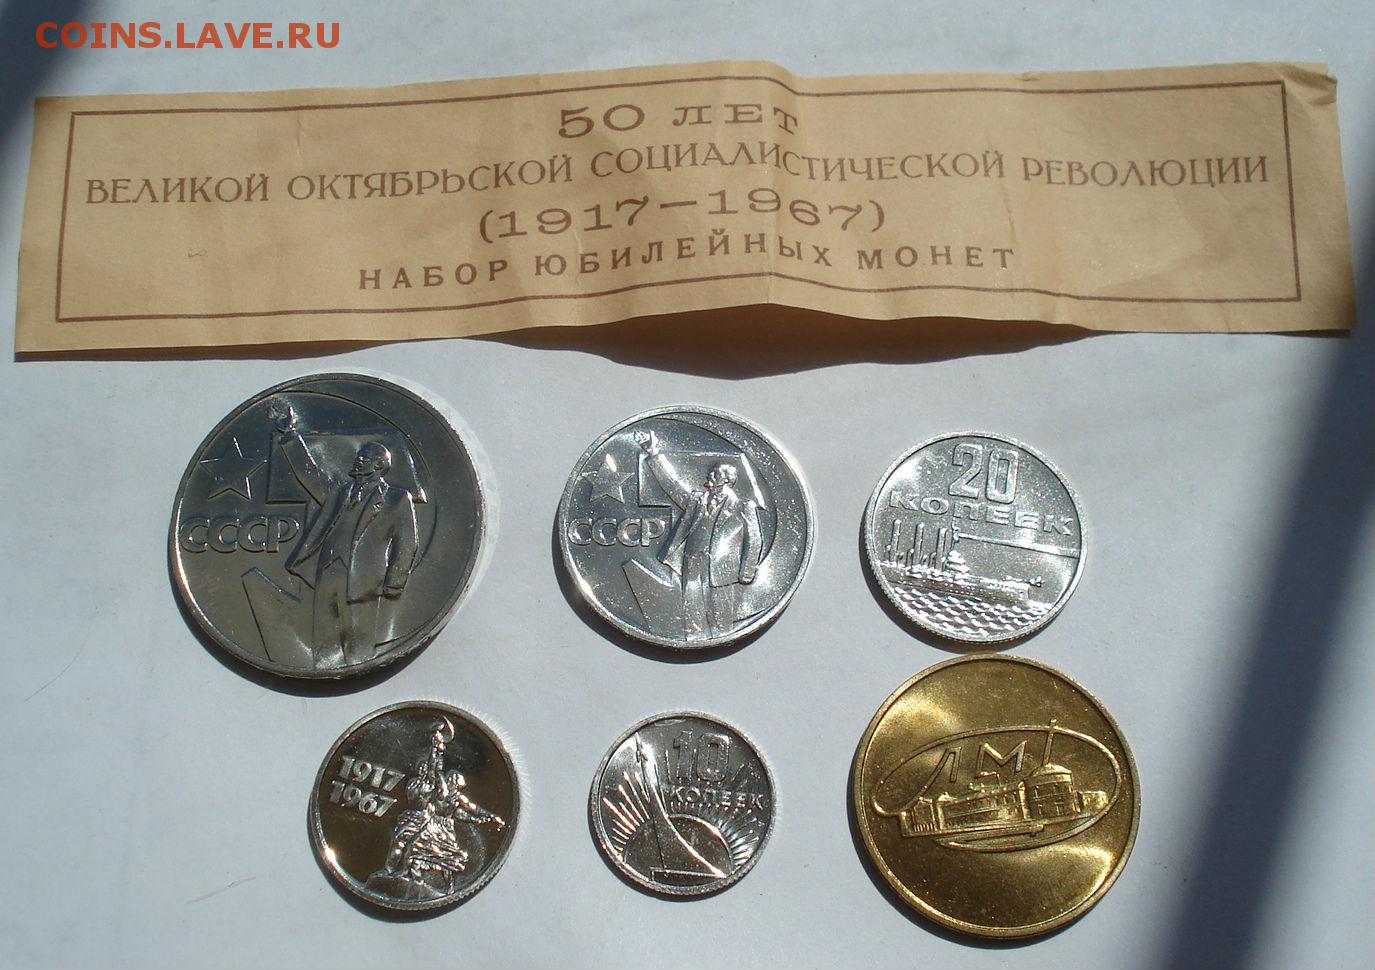 COINS.LAVE.RU
50 ЛЕТ
ВЕЛИКОЙ ОКТЯБРЬСКОЙ СОЦИАЛИСТИЧЕСКОЙ РЕВОЛЮЦИИ
(1917—1967)
НАБОР ЮБИЛЕЙНЫХ МОНЕТ
СССР
СССР
20
КОПЕЕК
1917
1967
10
КОПЕЕК
ЛМД